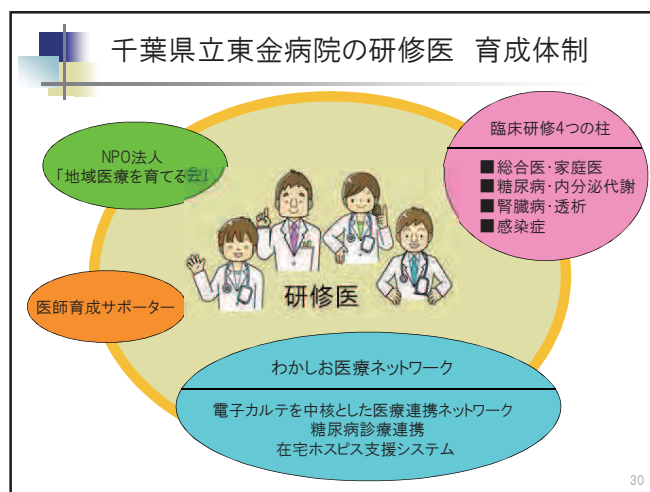 千葉県立東金病院の研修医 育成体制
NPO法人
「地域医療を育てる会」
臨床研修4つの柱
■総合医・家庭医
■糖尿病・内分泌代謝
■腎臓病・透析
■感染症
医師育成サポーター
研修医
わかしお医療ネットワーク
電子カルテを中核とした医療連携ネットワーク
糖尿病診療連携
在宅ホスピス支援システム
30